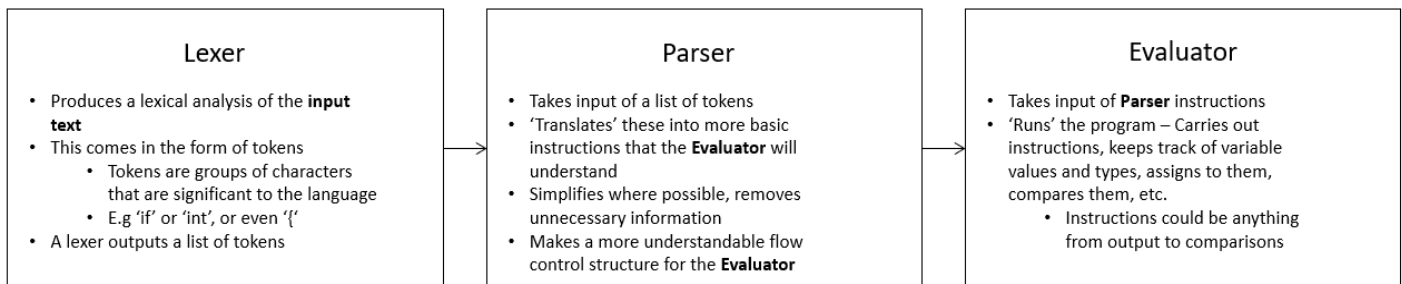 Lexer
• Produces a lexical analysis of the input
text
• This comes in the form of tokens
• Tokens are groups of characters
that are significant to the language
• E.g 'if' or 'int', or even '{'
• A lexer outputs a list of tokens
Parser
• Takes input of a list of tokens
• 'Translates' these into more basic
instructions that the Evaluator will
understand
• Simplifies where possible, removes
unnecessary information
• Makes a more understandable flow
control structure for the Evaluator
Evaluator
• Takes input of Parser instructions
• 'Runs' the program – Carries out
instructions, keeps track of variable
values and types, assigns to them,
compares them, etc.
• Instructions could be anything
from output to comparisons